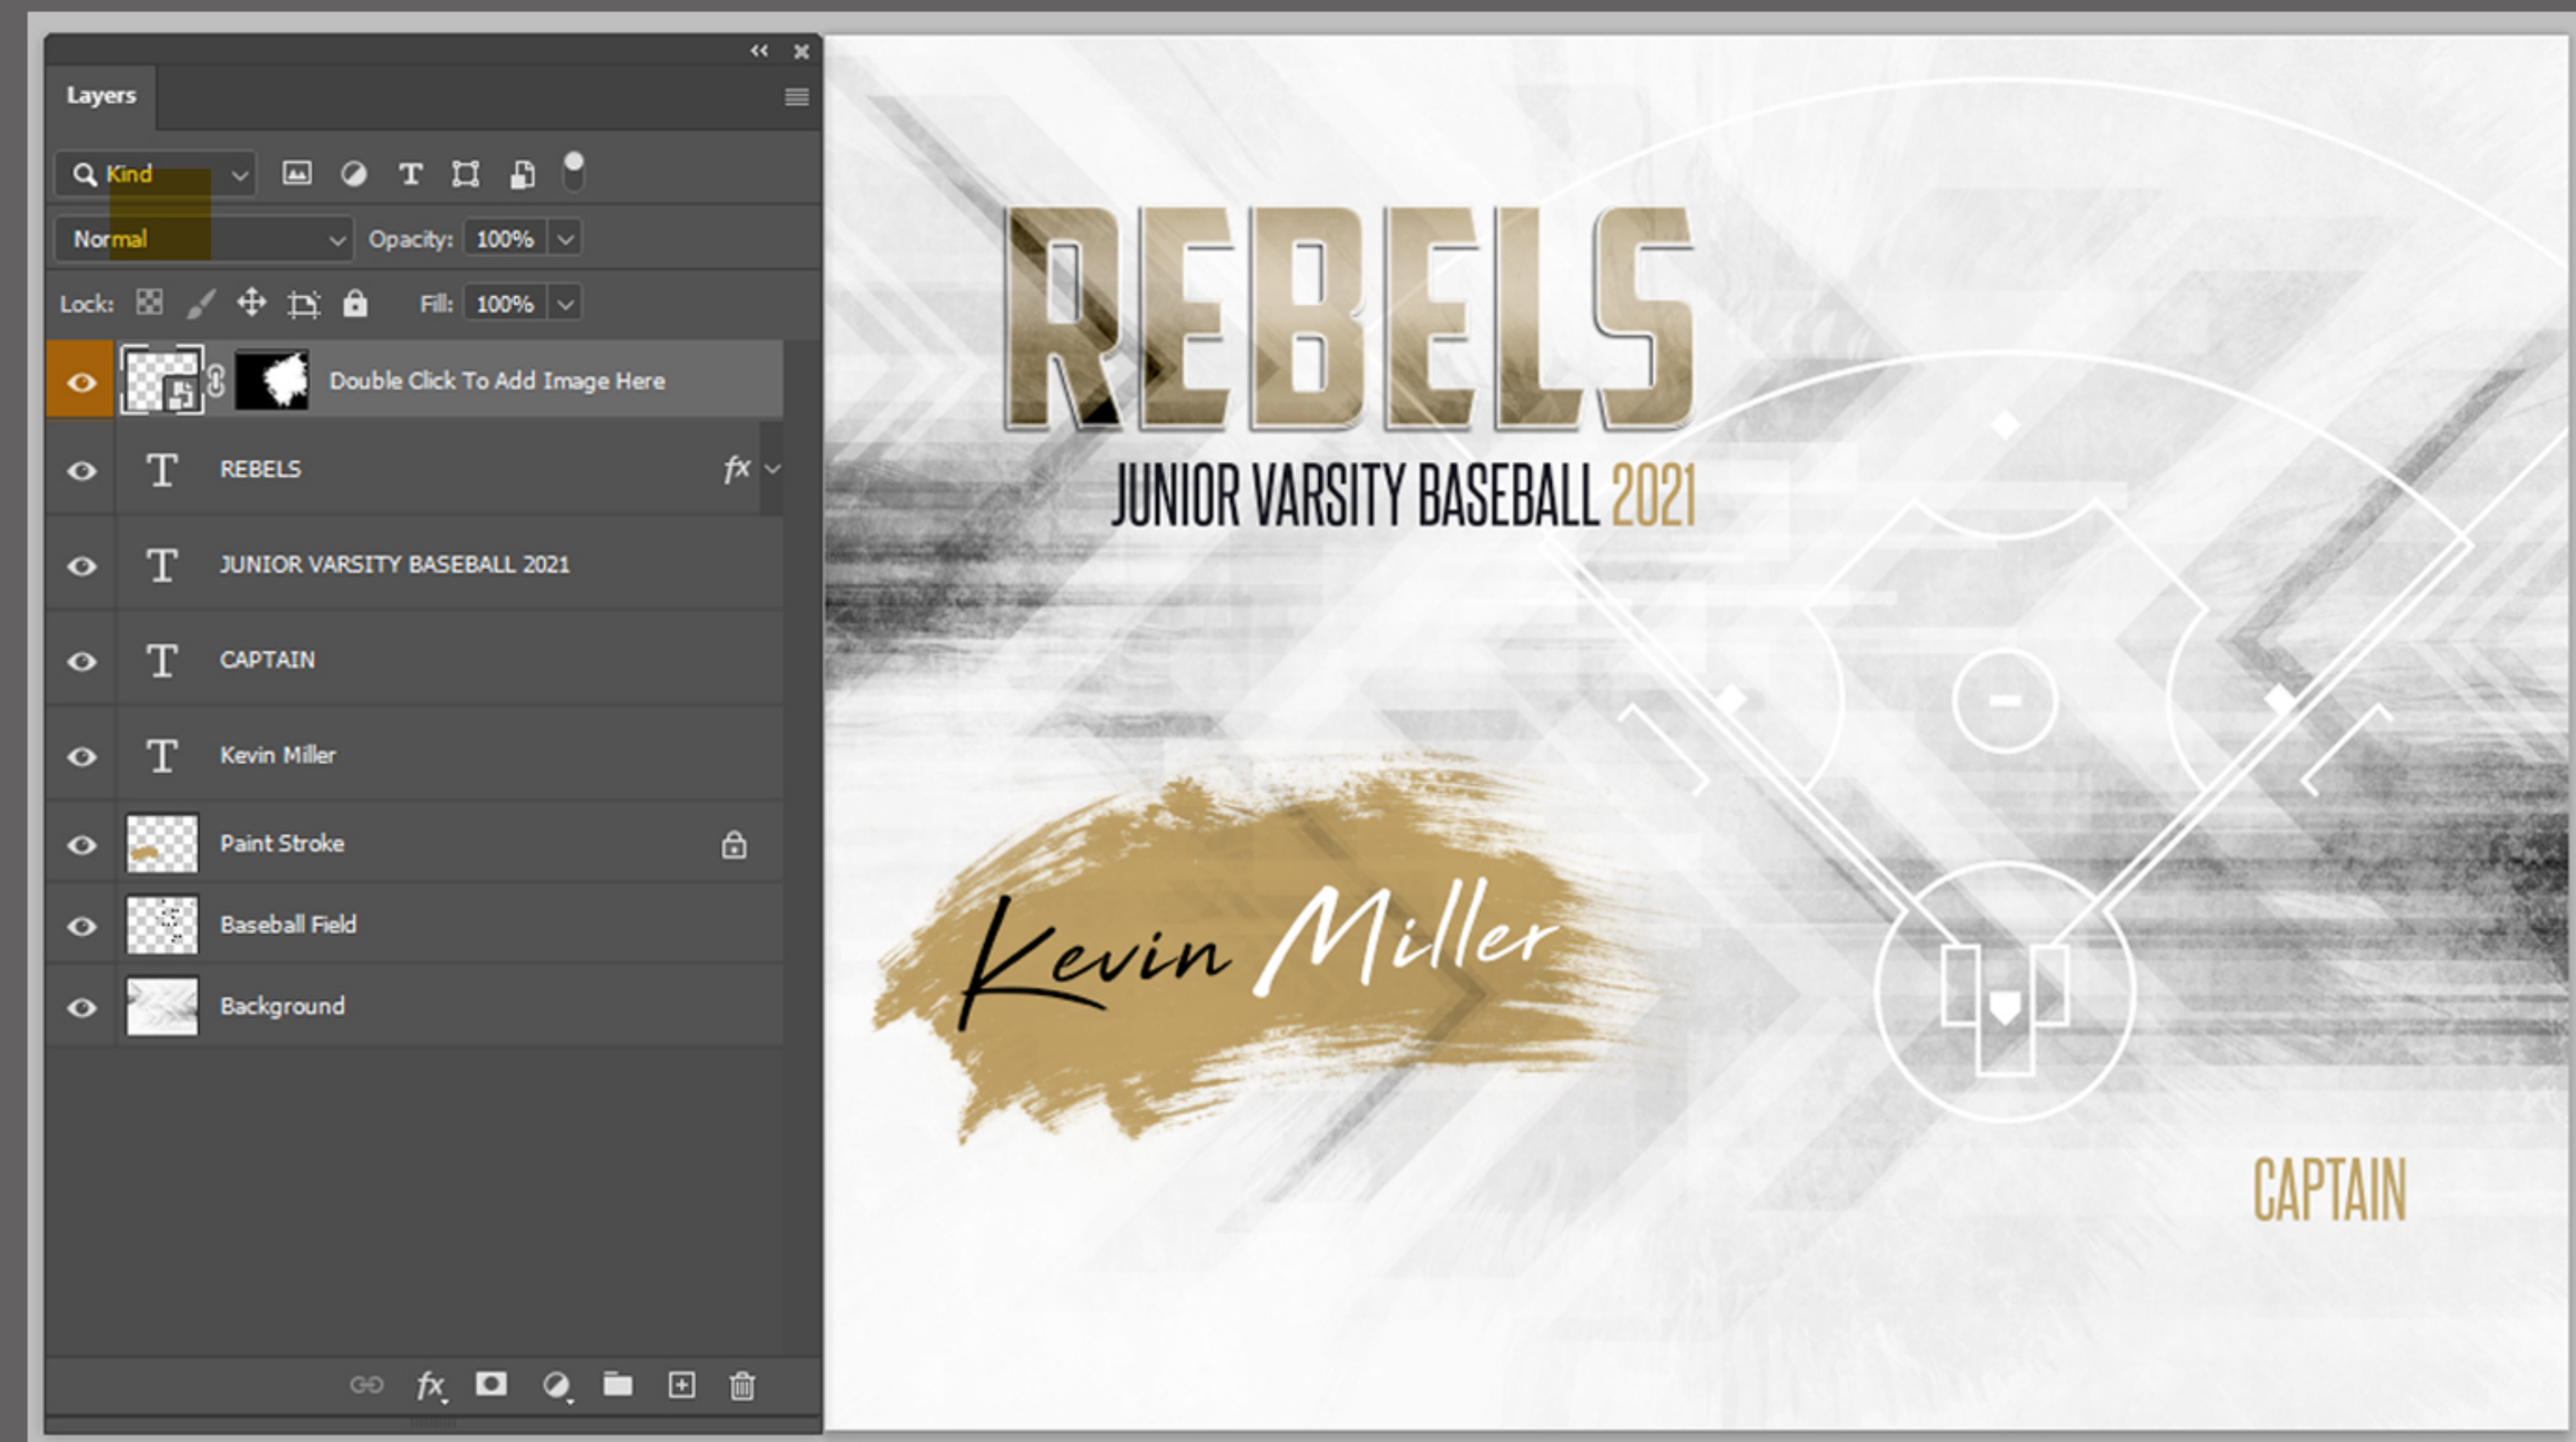 Layers
Kind
Normal
Opacity: 100%
Lock:
Fill: 100%
Double Click To Add Image Here
REBELS
fx
JUNIOR VARSITY BASEBALL 2021
CAPTAIN
Kevin Miller
Paint Stroke
Baseball Field
Background
fx
REBELS
JUNIOR VARSITY BASEBALL 2021
Kevin Miller
CAPTAIN